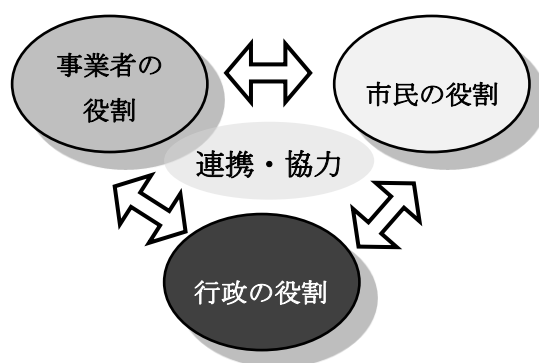 事業者の
役割
市民の役割
連携・協力
行政の役割